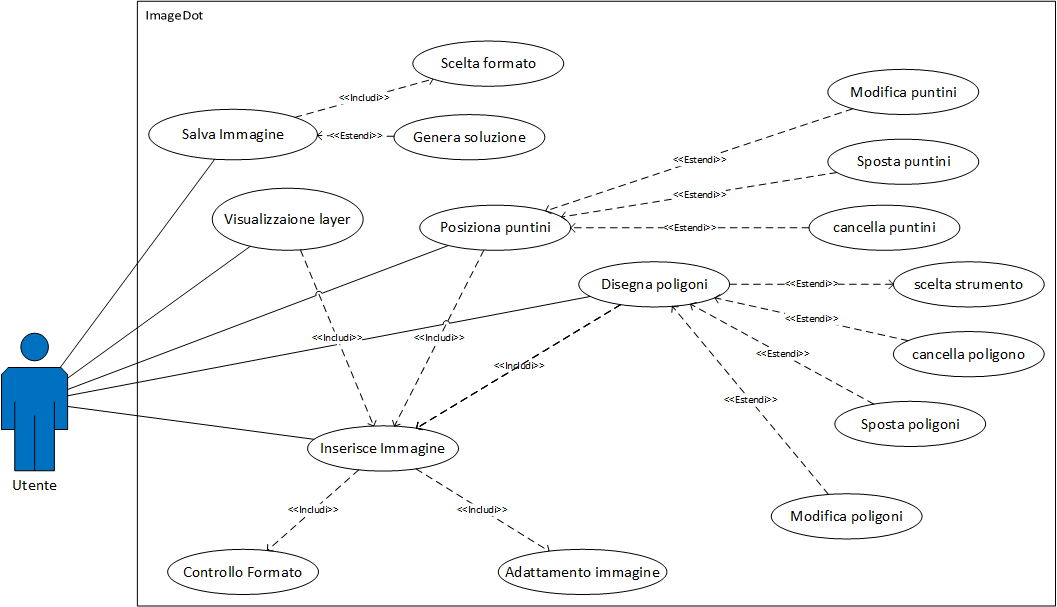 ImageDot
Scelta formato
<<Includi>>
Modifica puntini
Salva Immagine
<<Estendi>>
Genera soluzione
<<Estendi>>
Sposta puntini
<<Estendi>>
Visualizzaione layer
Posiziona puntini
<<Estendi>>
cancella puntini
Disegna poligoni
<<Estendi>>
scelta strumento
<<Estendi>>
<<Includi>>
<<Includi>>
<<Estendi>>
cancella poligono
<<Includi>>
<<Estendi>>
Sposta poligoni
Inserisce Immagine
Utente
<<Includi>>
<<Includi>>
Modifica poligoni
Controllo Formato
Adattamento immagine